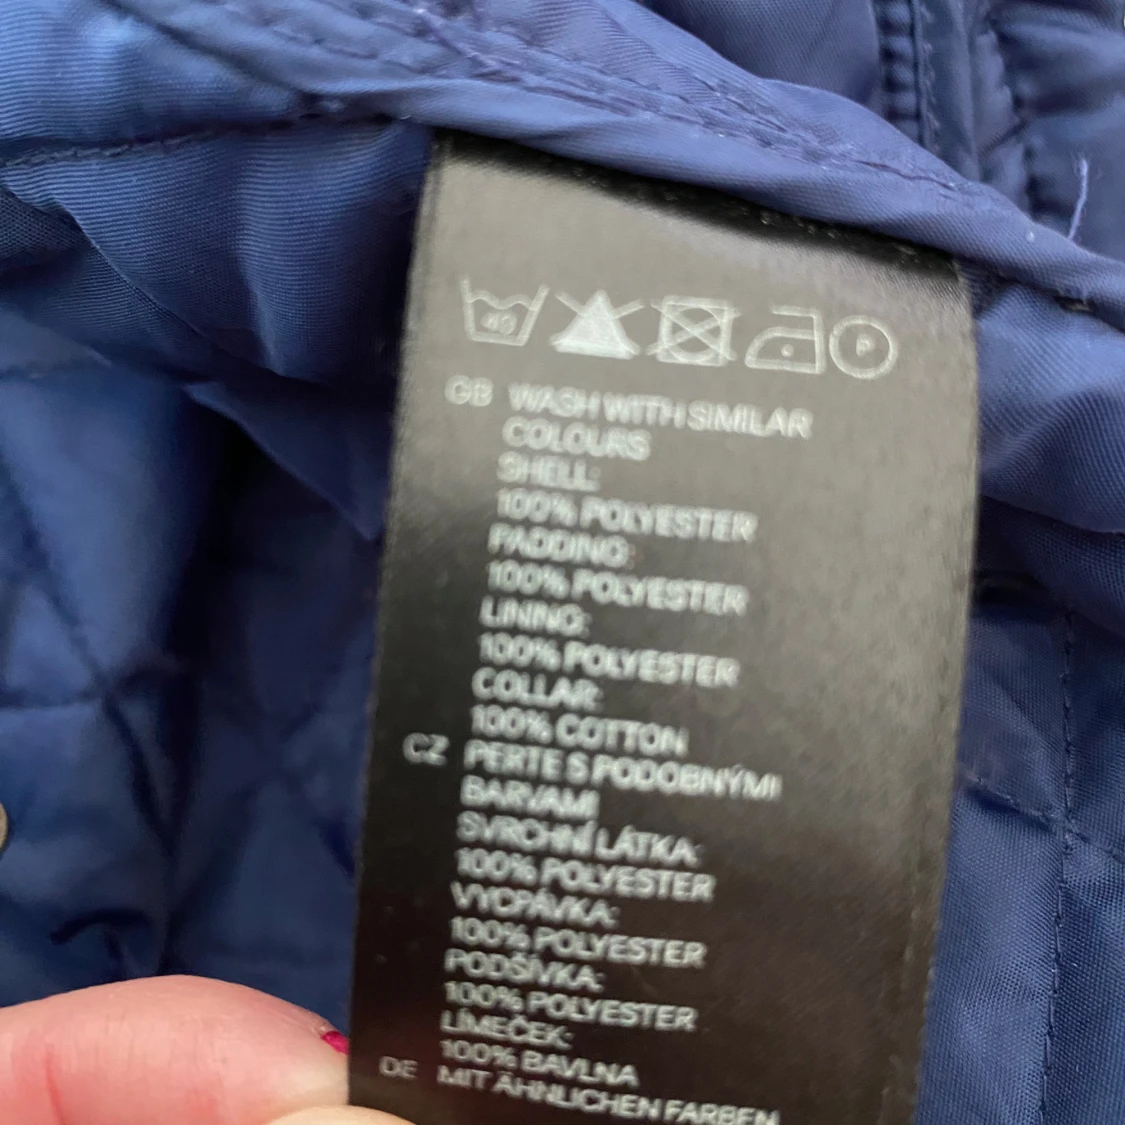 40 P
GB WASH WITH SIMILAR
COLOURS
SHELL:
100% POLYESTER
PADDING:
100% POLYESTER
LINING:
100% POLYESTER
COLLAR:
100% COTTON
CZ PERTE S PODOBNÝMI
BARVAMI
SVRCHNÍ LÁTKA:
100% POLYESTER
VYCPÁVKA:
100% POLYESTER
PODŠÍVKA:
100% POLYESTER
LÍMEČEK:
100% BAVLNA
DE MIT ÄHNLICHEN FARBEN